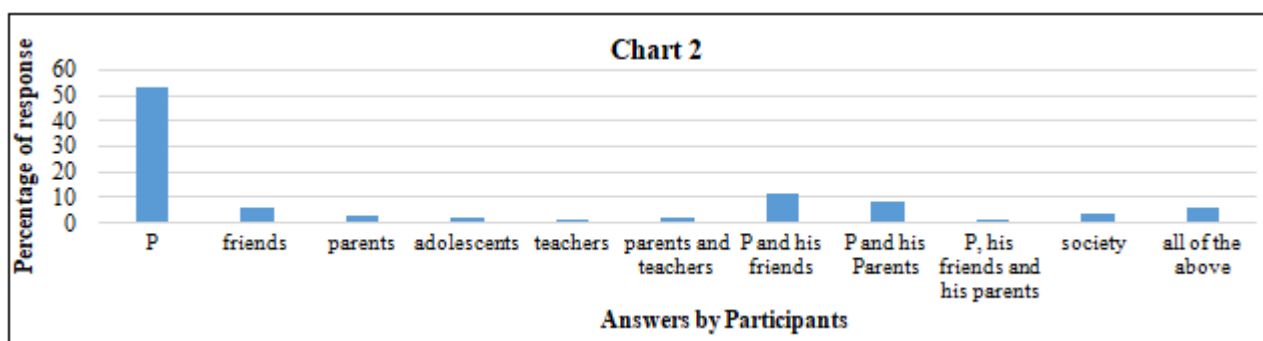 Chart 2
Percentage of response
60
50
40
30
20
10
0
P
friends
parents
adolescents
teachers
parents and
teachers
P and his
friends
P and his
Parents
P, his
friends and
his parents
society
all of the
above
Answers by Participants